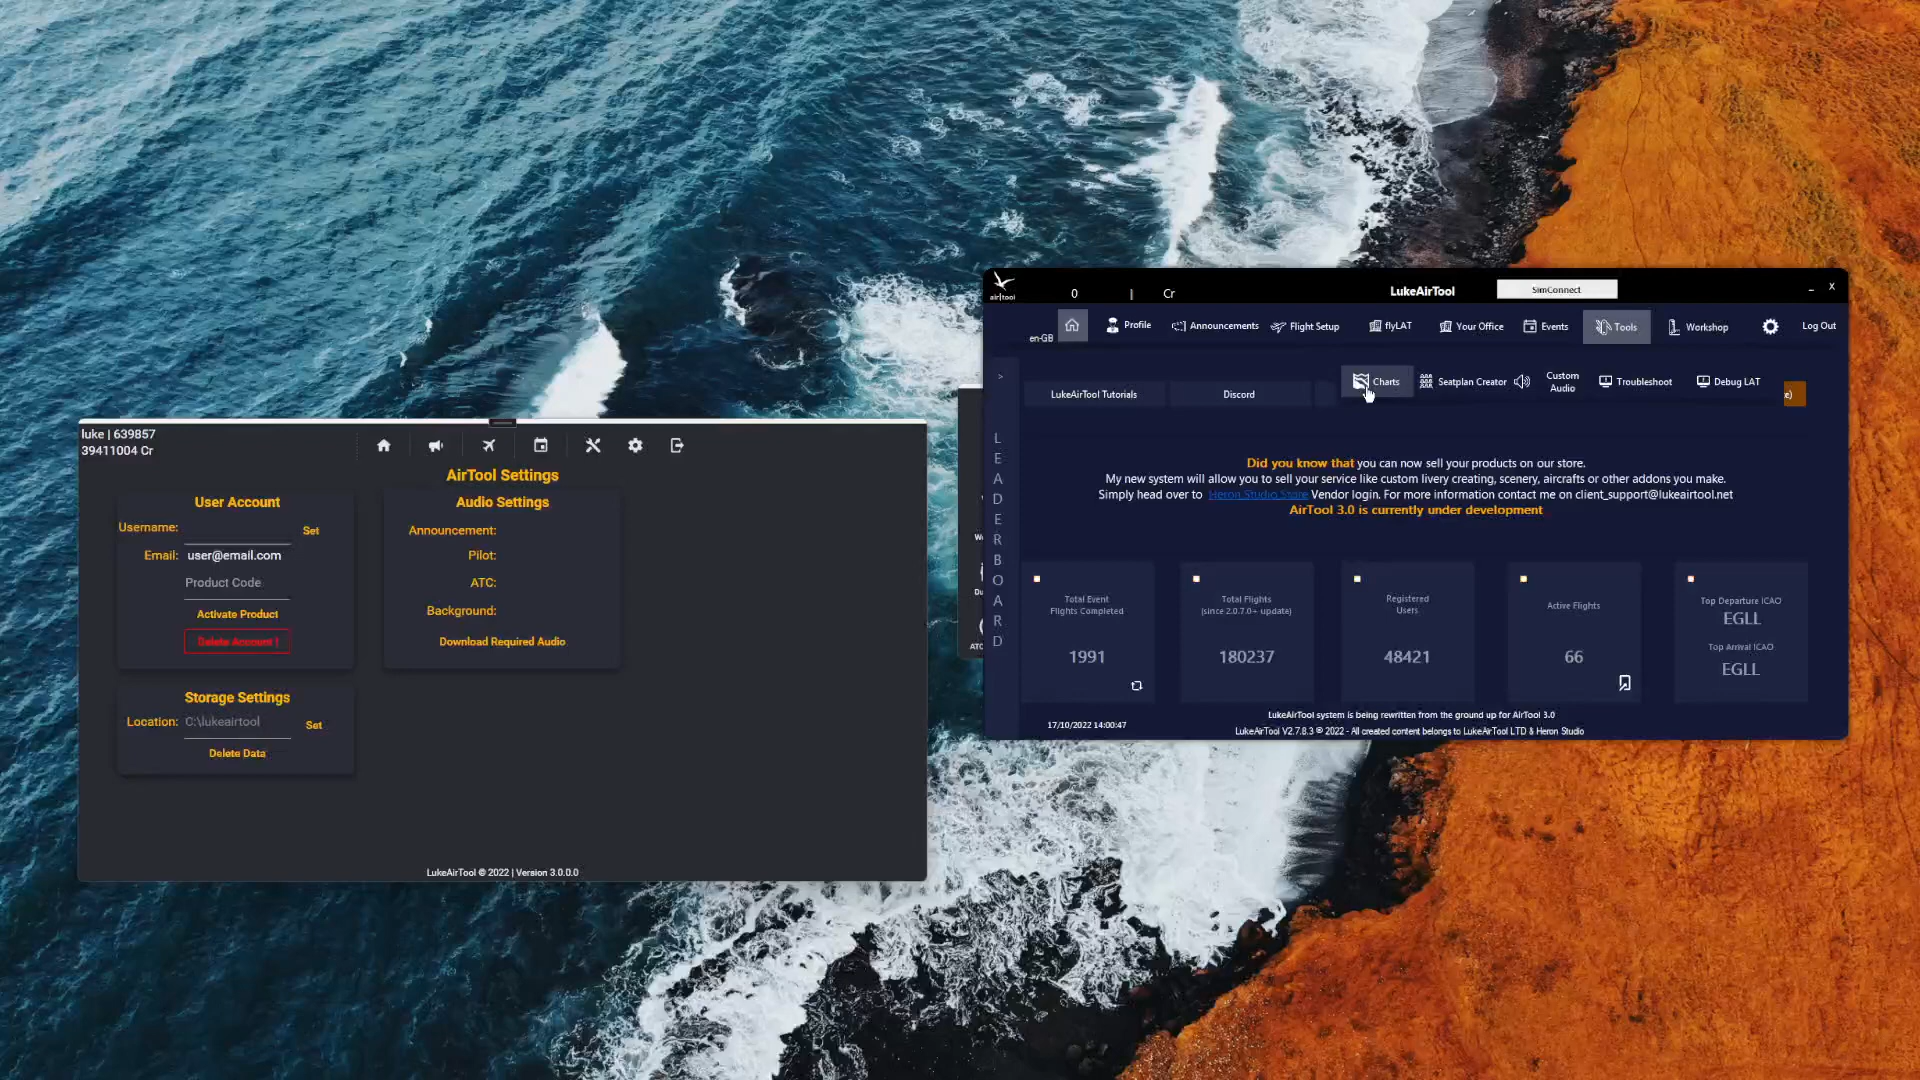 luke | 639857
39411004 Cr
AirTool Settings
User Account
Username:
Set
Email: user@email.com
Product Code
Activate Product
Delete Account !
Storage Settings
Location: C:\lukeairtool
Set
Delete Data
Audio Settings
Announcement:
Pilot:
ATC:
Background:
Download Required Audio
LukeAirTool © 2022 | Version 3.0.0.0
air|tool
0 | Cr
LukeAirTool
SimConnect
_ X
en-GB
Profile
Announcements
Flight Setup
flyLAT
Your Office
Events
Tools
Workshop
Log Out
>
LukeAirTool Tutorials
Discord
Charts
Seatplan Creator
Custom
Audio
Troubleshoot
Debug LAT
e)
LEADERBOARD
Did you know that you can now sell your products on our store.
My new system will allow you to sell your service like custom livery creating, scenery, aircrafts or other addons you make.
Simply head over to Heron.Studio.Store Vendor login. For more information contact me on client_support@lukeairtool.net
AirTool 3.0 is currently under development
Total Event
Flights Completed
1991
Total Flights
(since 2.0.7.0+ update)
180237
Registered
Users
48421
Active Flights
66
Top Departure ICAO
EGLL
Top Arrival ICAO
EGLL
17/10/2022 14:00:47
LukeAirTool system is being rewritten from the ground up for AirTool 3.0
LukeAirTool V2.7.8.3 ® 2022 - All created content belongs to LukeAirTool LTD & Heron Studio